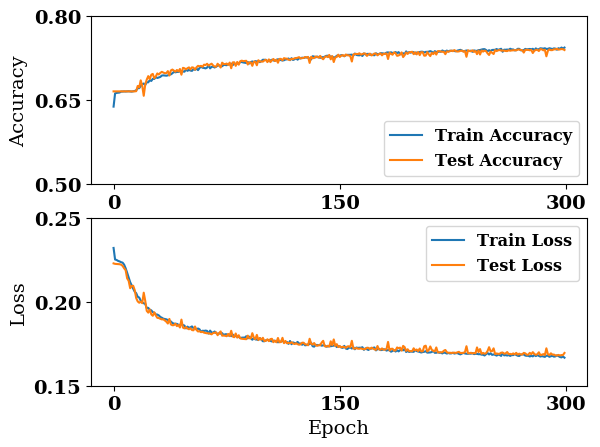 0.80
0.65
0.50
Accuracy
Train Accuracy
Test Accuracy
0 150 300
0.25
0.20
0.15
Loss
Train Loss
Test Loss
0 150 300
Epoch